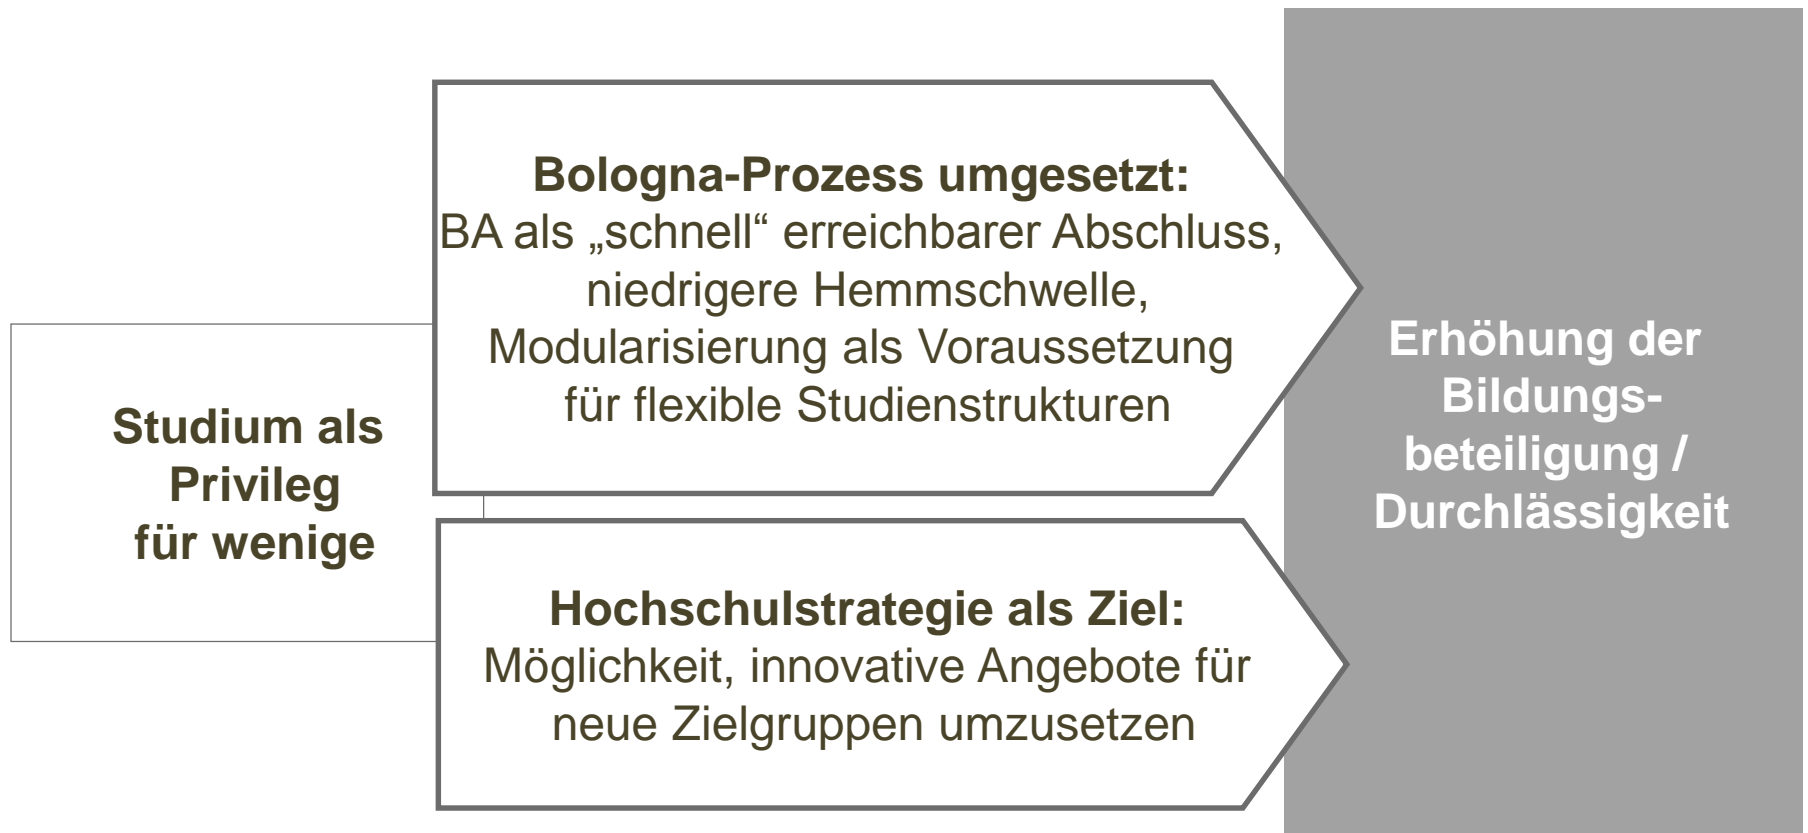 Studium als
Privileg
für wenige
Bologna-Prozess umgesetzt:
BA als „schnell“ erreichbarer Abschluss,
niedrigere Hemmschwelle,
Modularisierung als Voraussetzung
für flexible Studienstrukturen
Hochschulstrategie als Ziel:
Möglichkeit, innovative Angebote für
neue Zielgruppen umzusetzen
Erhöhung der
Bildungs-
beteiligung /
Durchlässigkeit